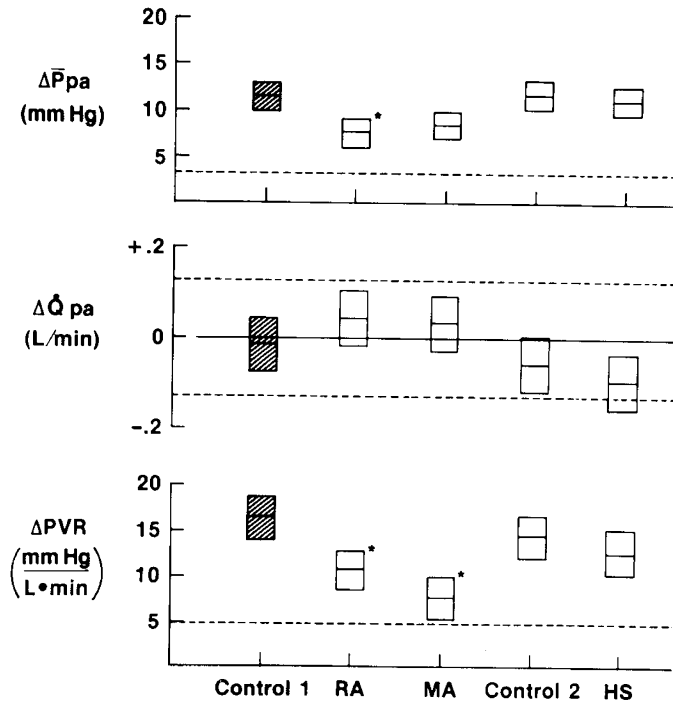 20
ΔP̅pa
(mm Hg)
15
10
5
*
+.2
ΔQ̊ pa
(L/min)
0
-.2
20
ΔPVR
(mm Hg
L•min)
15
10
5
*
*
Control 1 RA MA Control 2 HS